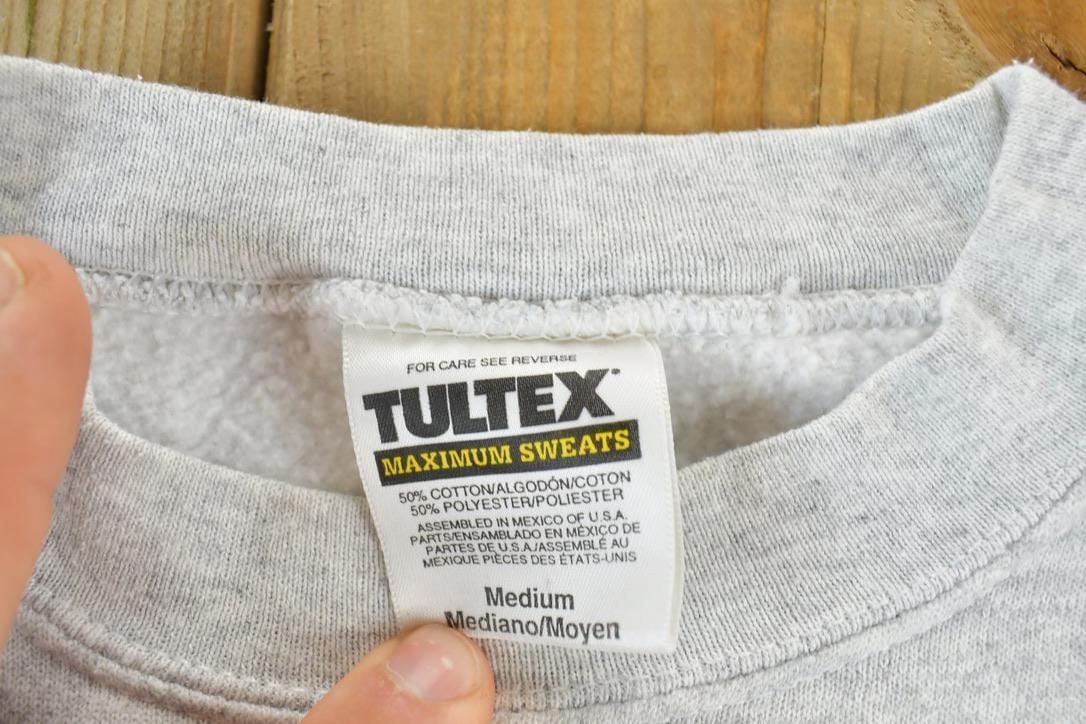 FOR CARE SEE REVERSE
TULTEX
MAXIMUM SWEATS
50% COTTON/ALGODÓN/COTON
50% POLYESTER/POLIESTER
ASSEMBLED IN MEXICO OF U.S.A.
PARTS/ENSAMBLADO EN MÉXICO DE
PARTES DE U.S.A./ASSEMBLÉ AU
MEXIQUE PIÈCES DES ÉTATS-UNIS
Medium
Mediano/Moyen